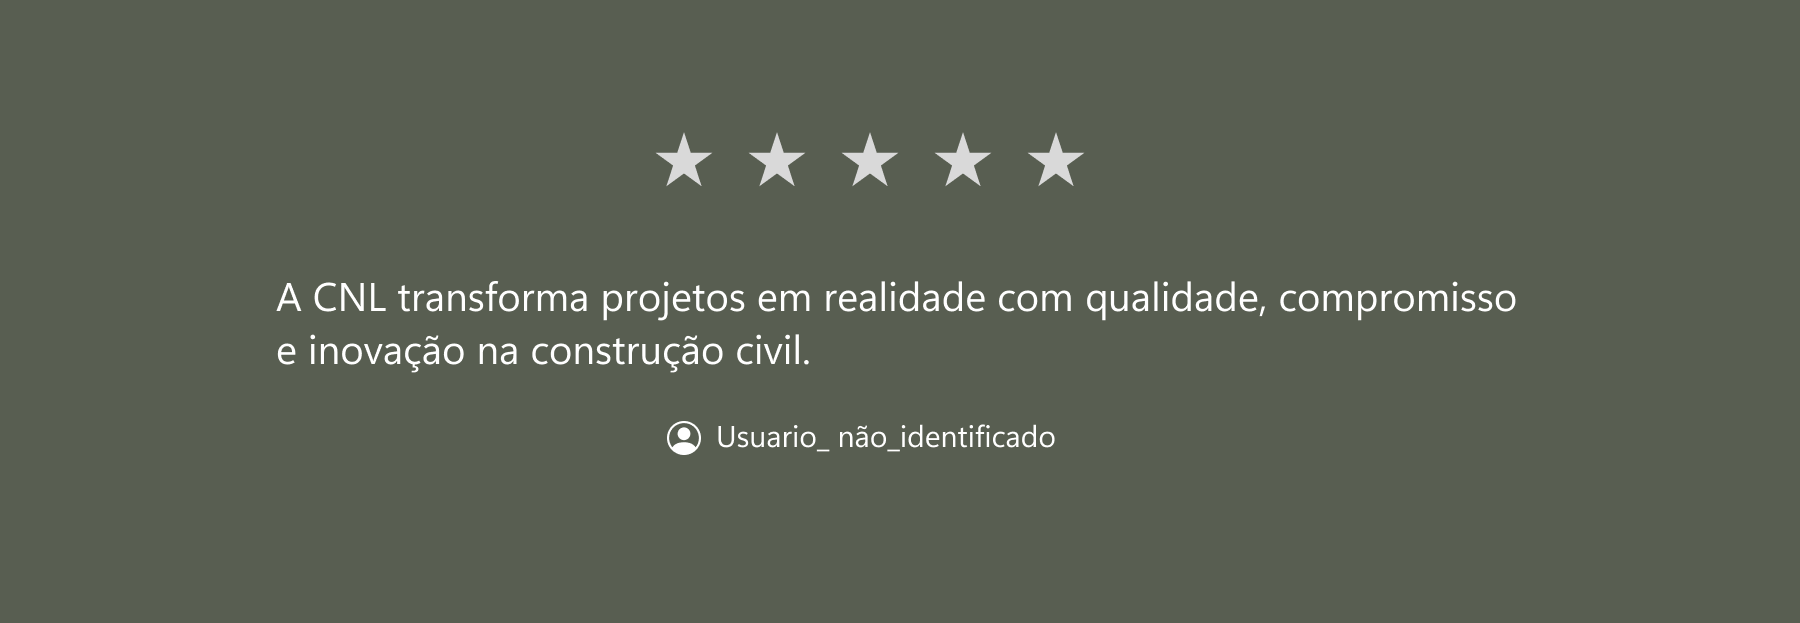 A CNL transforma projetos em realidade com qualidade, compromisso
e inovação na construção civil.
Usuario_ não_identificado